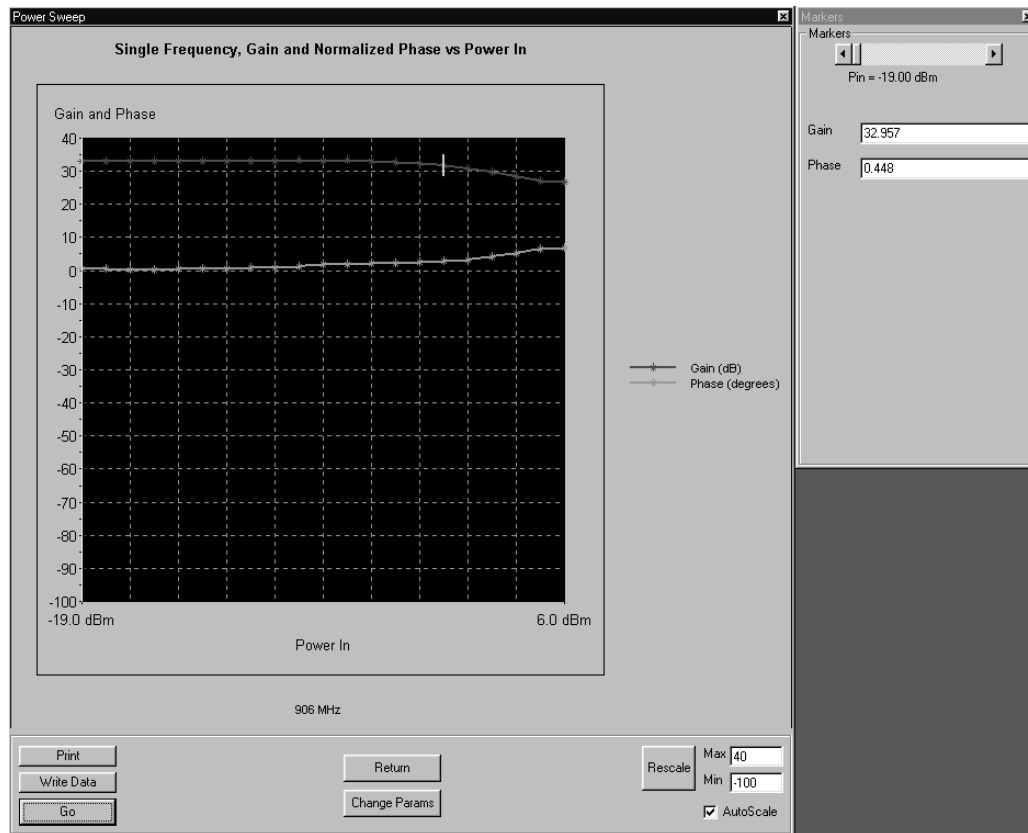 Power Sweep
Single Frequency, Gain and Normalized Phase vs Power In
Gain and Phase
40
30
20
10
0
-10
-20
-30
-40
-50
-60
-70
-80
-90
-100
-19.0 dBm
6.0 dBm
Power In
Gain (dB)
Phase (degrees)
906 MHz
Print
Write Data
Go
Return
Change Params
Rescale
Max 40
Min -100
AutoScale
Markers
Markers
Pin = -19.00 dBm
Gain 32.957
Phase 0.448